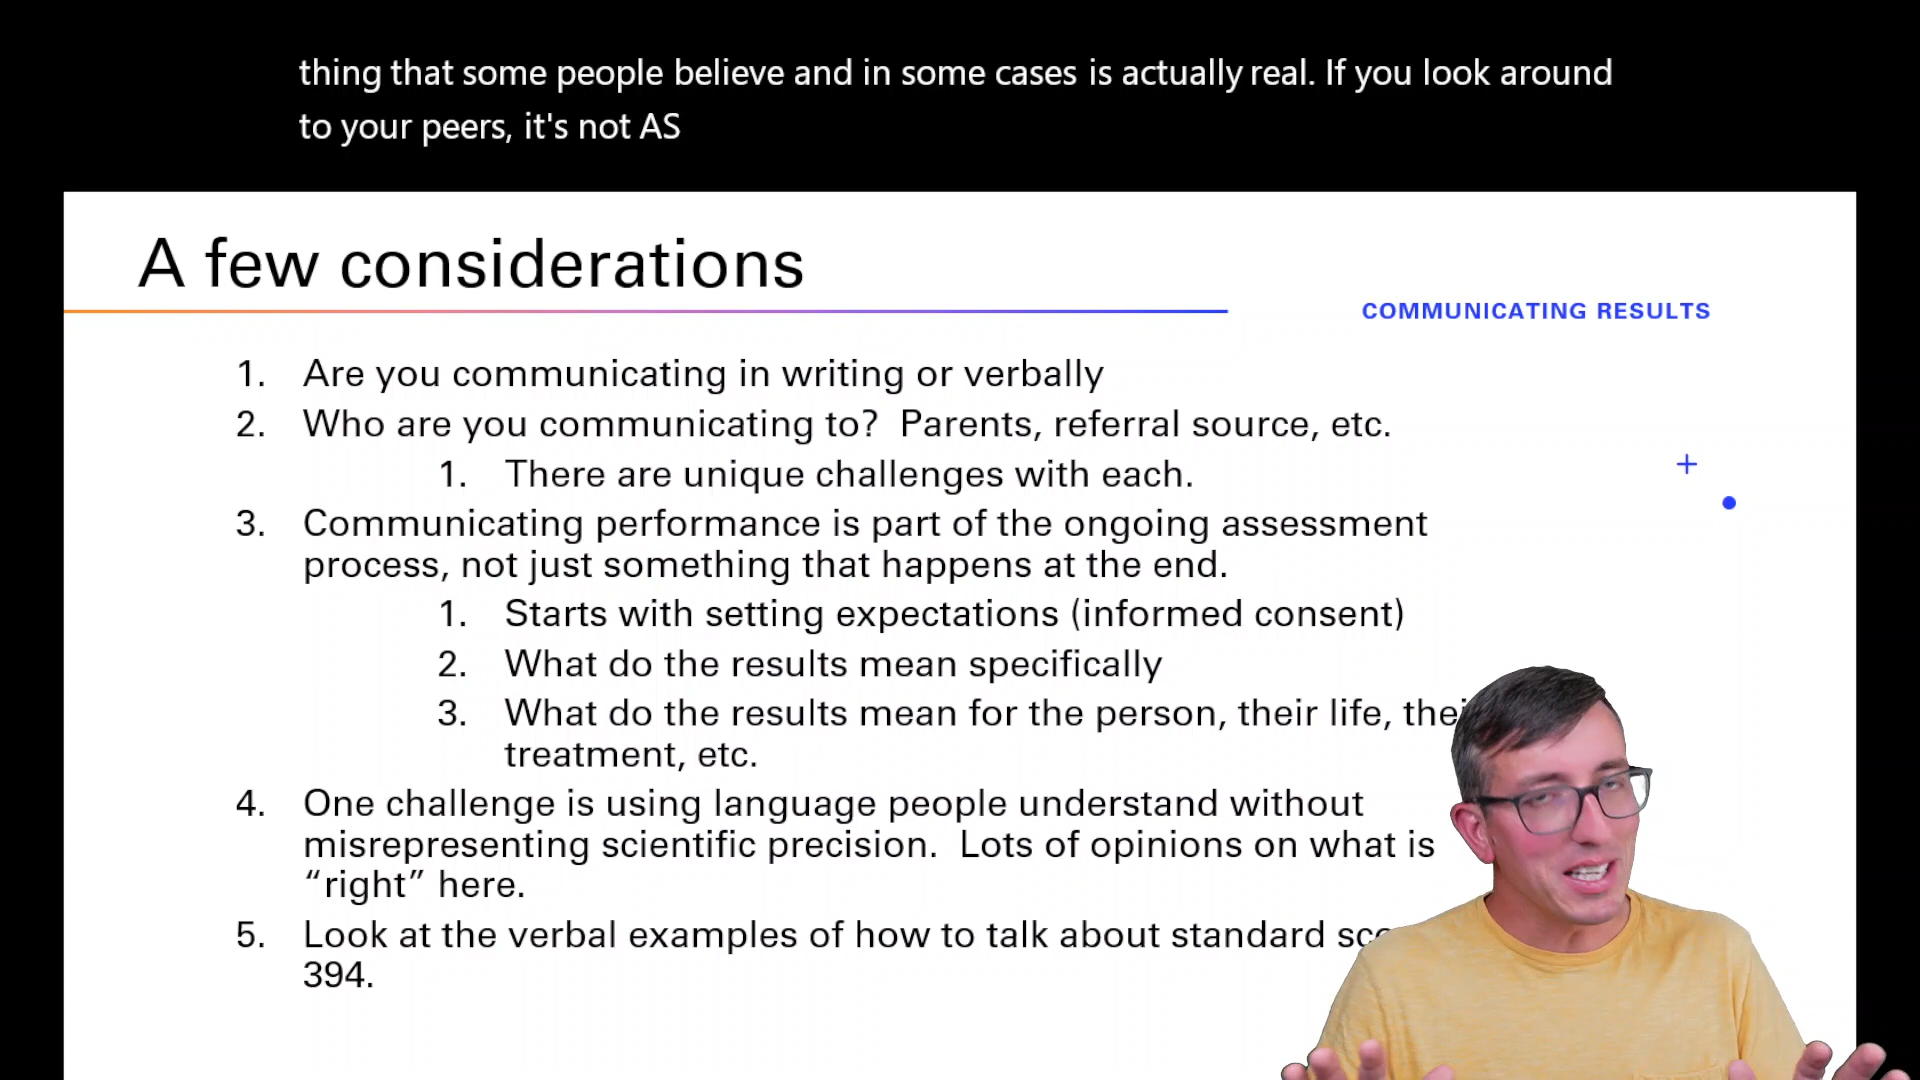 thing that some people believe and in some cases is actually real. If you look around
to your peers, it's not AS
A few considerations
COMMUNICATING RESULTS
1. Are you communicating in writing or verbally
2. Who are you communicating to?  Parents, referral source, etc.
1. There are unique challenges with each.
3. Communicating performance is part of the ongoing assessment
process, not just something that happens at the end.
1. Starts with setting expectations (informed consent)
2. What do the results mean specifically
3. What do the results mean for the person, their life,
treatment, etc.
4. One challenge is using language people understand without
misrepresenting scientific precision.  Lots of opinions on what is
“right” here.
5. Look at the verbal examples of how to talk about standard
394.